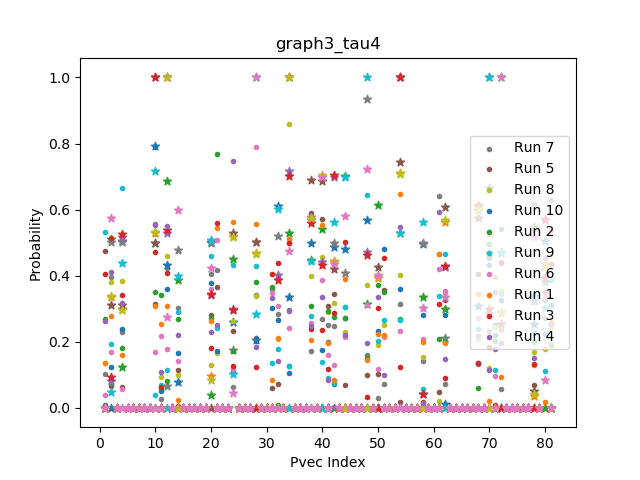 graph3_tau4
Probability
1.0
0.8
0.6
0.4
0.2
0.0
0
10
20
30
40
50
60
70
80
Pvec Index
Run 7
Run 5
Run 8
Run 10
Run 2
Run 9
Run 6
Run 1
Run 3
Run 4